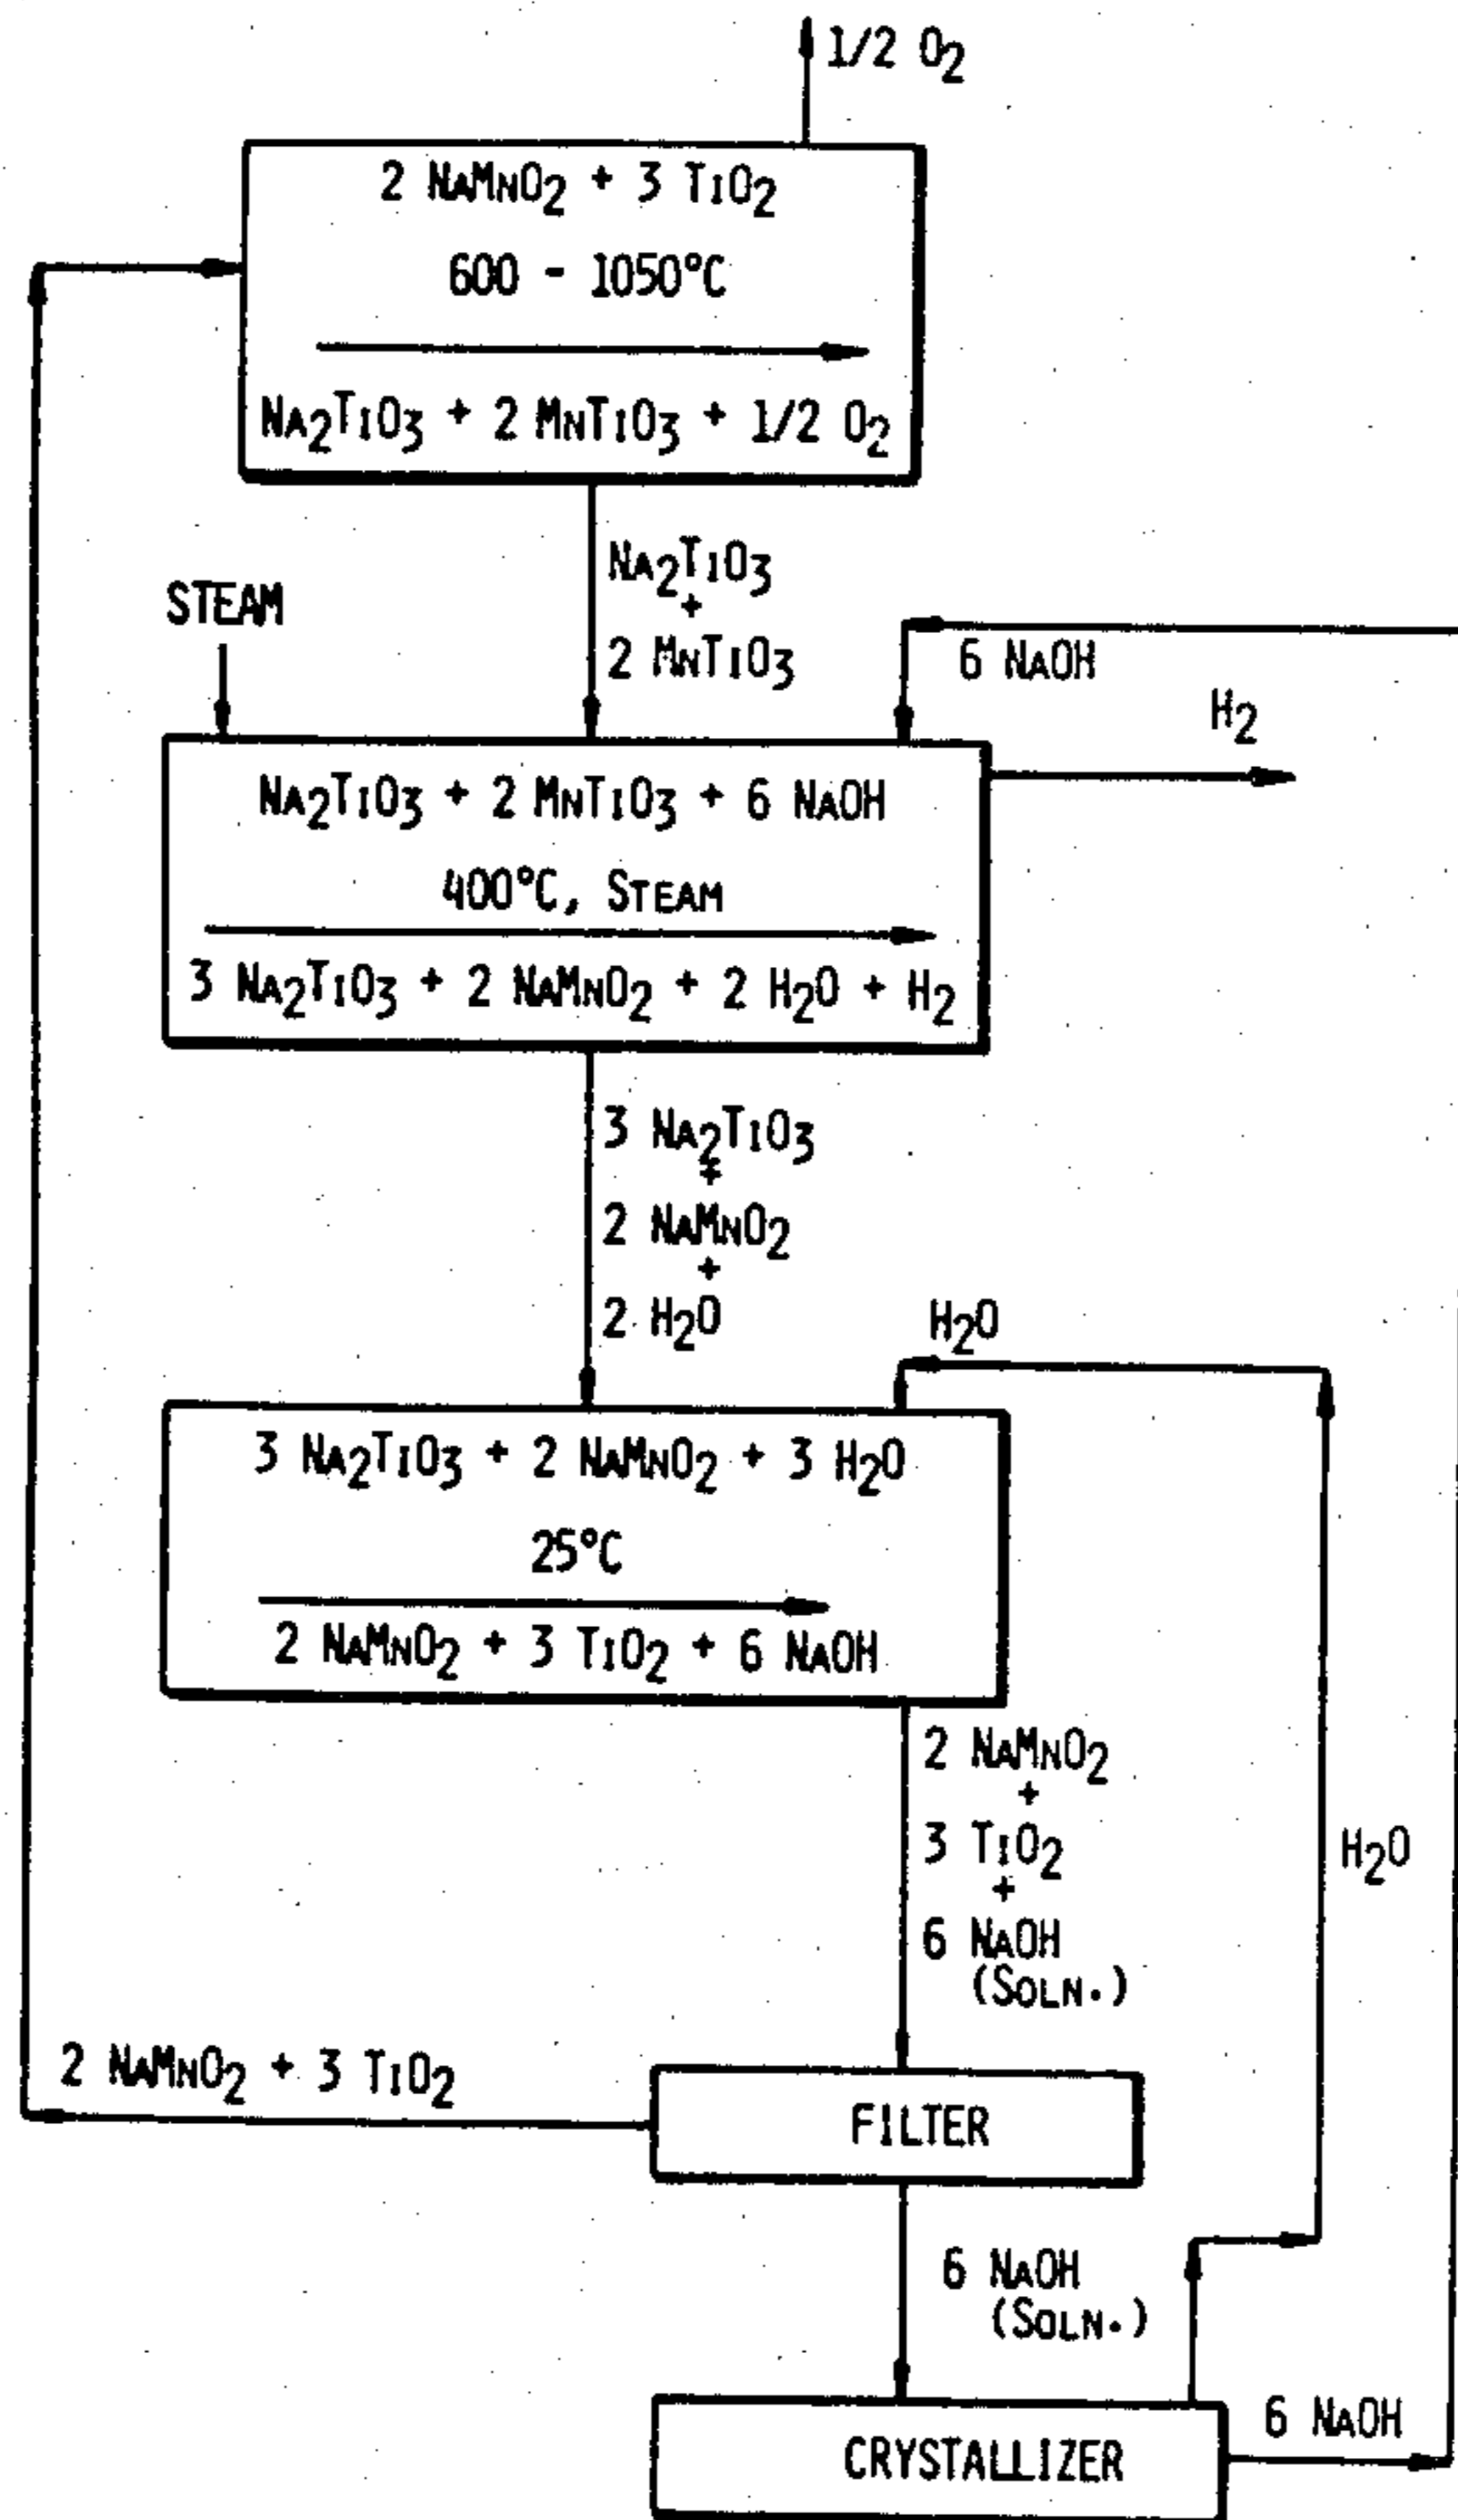 1/2 O2
2 NaMnO2 + 3 TiO2
600 - 1050°C
Na2TiO3 + 2 MnTiO3 + 1/2 O2
Na2TiO3
+
2 MnTiO3
STEAM
6 NaOH
H2
Na2TiO3 + 2 MnTiO3 + 6 NaOH
400°C, Steam
3 Na2TiO3 + 2 NaMnO2 + 2 H2O + H2
3 Na2TiO3
+
2 NaMnO2
+
2 H2O
H2O
3 Na2TiO3 + 2 NaMnO2 + 3 H2O
25°C
2 NaMnO2 + 3 TiO2 + 6 NaOH
2 NaMnO2
+
3 TiO2
+
6 NaOH
(Soln.)
H2O
2 NaMnO2 + 3 TiO2
FILTER
6 NaOH
(Soln.)
6 NaOH
CRYSTALLIZER